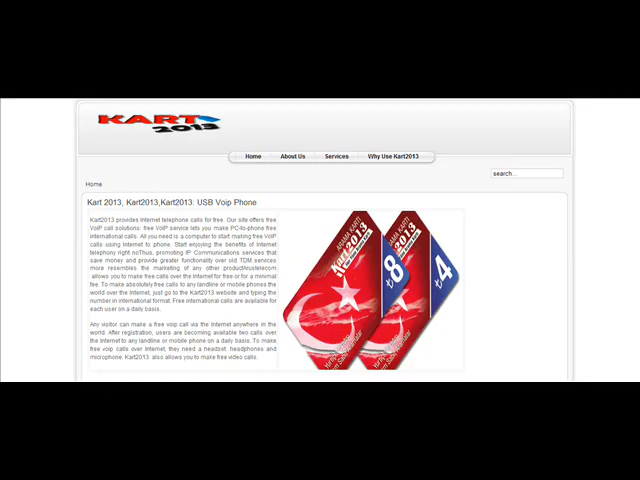 KART
2013
Home
About Us
Services
Why Use Kart2013
search...
Home
Kart 2013, Kart2013,Kart2013: USB Voip Phone
Kart2013 provides Internet telephone calls for free. Our site offers free
VoIP call solutions: free VoIP service lets you make PC-to-phone free
international calls. All you need is a computer to start making free VoIP
calls using Internet to phone. Start enjoying the benefits of Internet
telephony right noThus, promoting IP Communications services that
save money and provide greater functionality over old TDM services
more resembles the marketing of any other product\rus\telecom
allows you to make free calls over the Internet for free or for a minimal
fee. To make absolutely free calls to any landline or mobile phones the
world over the Internet, just go to the Kart2013 website and typing the
number in international format. Free international calls are available for
each user on a daily basis.
Any visitor can make a free voip call via the Internet anywhere in the
world. After registration, users are becoming available two calls over
the Internet to any landline or mobile phone on a daily basis. To make
free voip calls over Internet, they need a headset, headphones and
microphone. Kart2013: also allows you to make free video calls.
ARAMA KARTI
Kart2013
8
2013
4